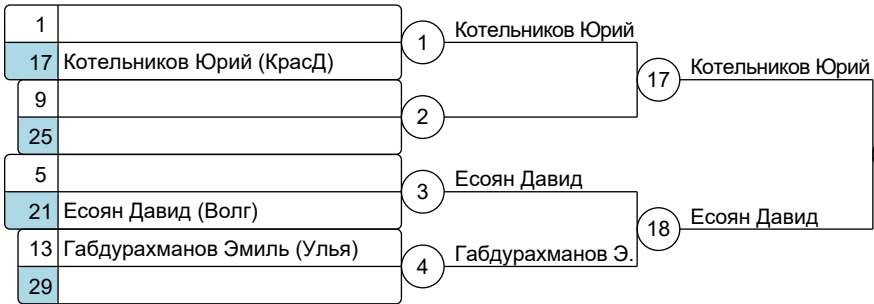 1
17 Котельников Юрий (КрасД)
9
25
5
21 Есоян Давид (Волг)
13 Габдурахманов Эмиль (Улья)
29
1 Котельников Юрий
2
3 Есоян Давид
4 Габдурахманов Э.
17 Котельников Юрий
18 Есоян Давид